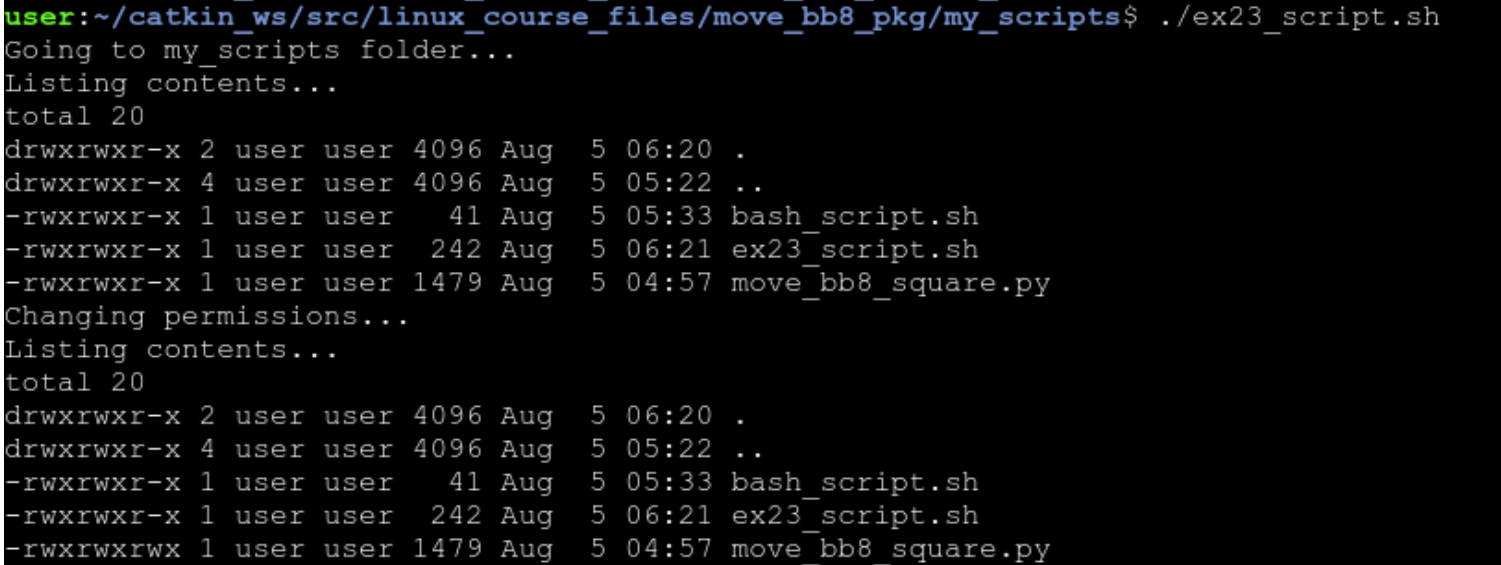 user:~/catkin_ws/src/linux_course_files/move_bb8_pkg/my_scripts$ ./ex23_script.sh
Going to my_scripts folder...
Listing contents...
total 20
drwxrwxr-x 2 user user 4096 Aug  5 06:20 .
drwxrwxr-x 4 user user 4096 Aug  5 05:22 ..
-rwxrwxr-x 1 user user   41 Aug  5 05:33 bash_script.sh
-rwxrwxr-x 1 user user  242 Aug  5 06:21 ex23_script.sh
-rwxrwxr-x 1 user user 1479 Aug  5 04:57 move_bb8_square.py
Changing permissions...
Listing contents...
total 20
drwxrwxr-x 2 user user 4096 Aug  5 06:20 .
drwxrwxr-x 4 user user 4096 Aug  5 05:22 ..
-rwxrwxr-x 1 user user   41 Aug  5 05:33 bash_script.sh
-rwxrwxr-x 1 user user  242 Aug  5 06:21 ex23_script.sh
-rwxrwxrwx 1 user user 1479 Aug  5 04:57 move_bb8_square.py